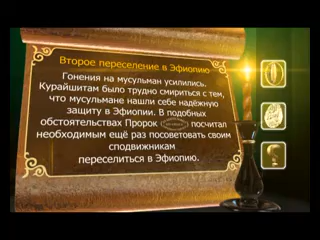 Второе переселение в Эфиопию
Гонения на мусульман усилились.
Курайшитам было трудно смириться с тем,
что мусульмане нашли себе надёжную
защиту в Эфиопии. В подобных
обстоятельствах Пророк посчитал
необходимым ещё раз посоветовать своим
сподвижникам
переселиться в Эфиопию.